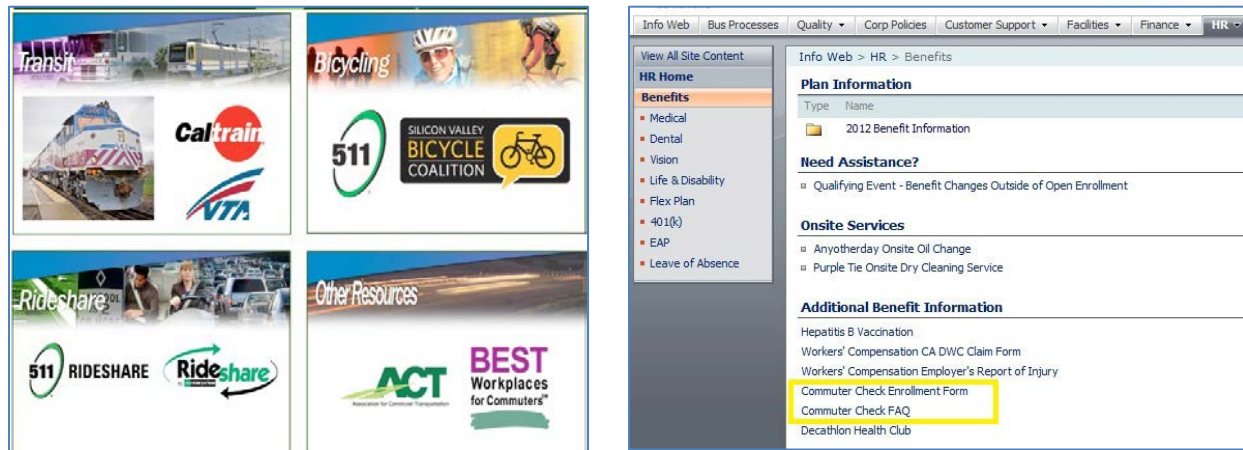 Transit
Caltrain
VTA
Bicycling
511
SILICON VALLEY
BICYCLE
COALITION
Rideshare
511 RIDESHARE
Rideshare
Other Resources
ACT
Association for Commuter Transportation
BEST
Workplaces
for Commuters℠
Info Web
Bus Processes
Quality
Corp Policies
Customer Support
Facilities
Finance
HR
View All Site Content
HR Home
Benefits
Medical
Dental
Vision
Life & Disability
Flex Plan
401(k)
EAP
Leave of Absence
Info Web > HR > Benefits
Plan Information
Type Name
2012 Benefit Information
Need Assistance?
Qualifying Event - Benefit Changes Outside of Open Enrollment
Onsite Services
Anyotherday Onsite Oil Change
Purple Tie Onsite Dry Cleaning Service
Additional Benefit Information
Hepatitis B Vaccination
Workers' Compensation CA DWC Claim Form
Workers' Compensation Employer's Report of Injury
Commuter Check Enrollment Form
Commuter Check FAQ
Decathlon Health Club